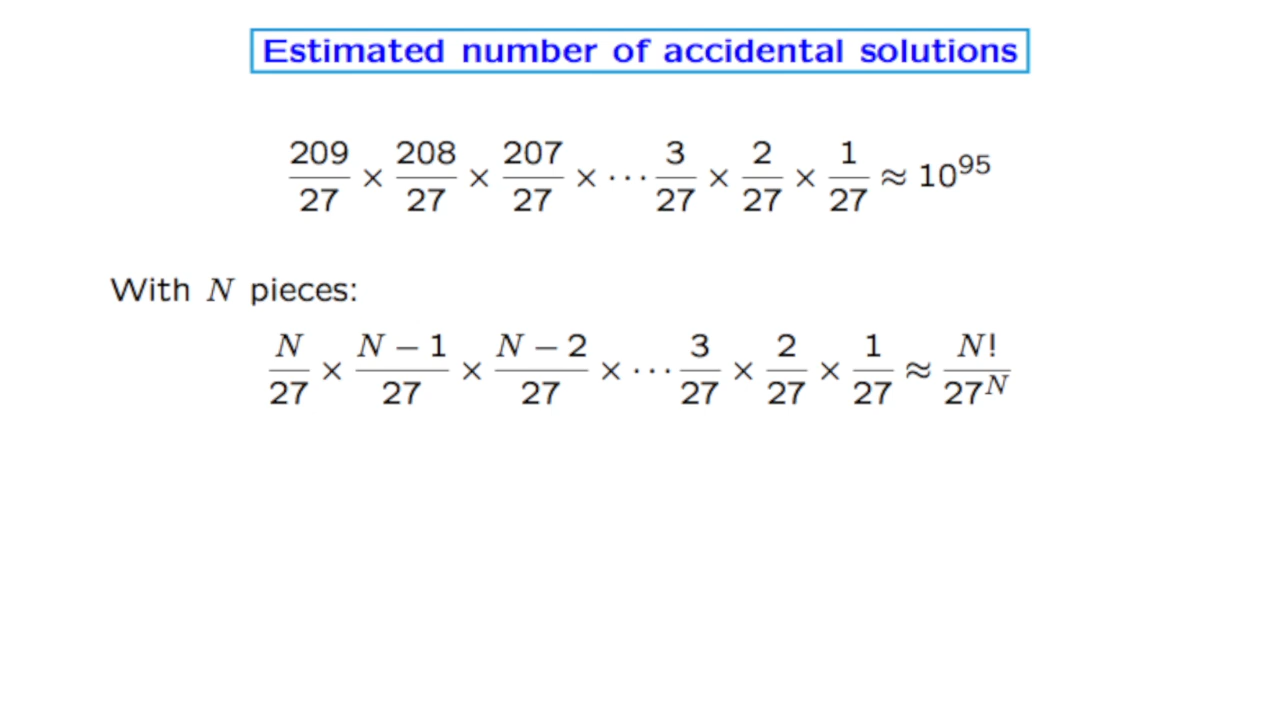 Estimated number of accidental solutions
209/27 × 208/27 × 207/27 × ··· 3/27 × 2/27 × 1/27 ≈ 10^95
With N pieces:
N/27 × N − 1/27 × N − 2/27 × ··· 3/27 × 2/27 × 1/27 ≈ N!/27^N